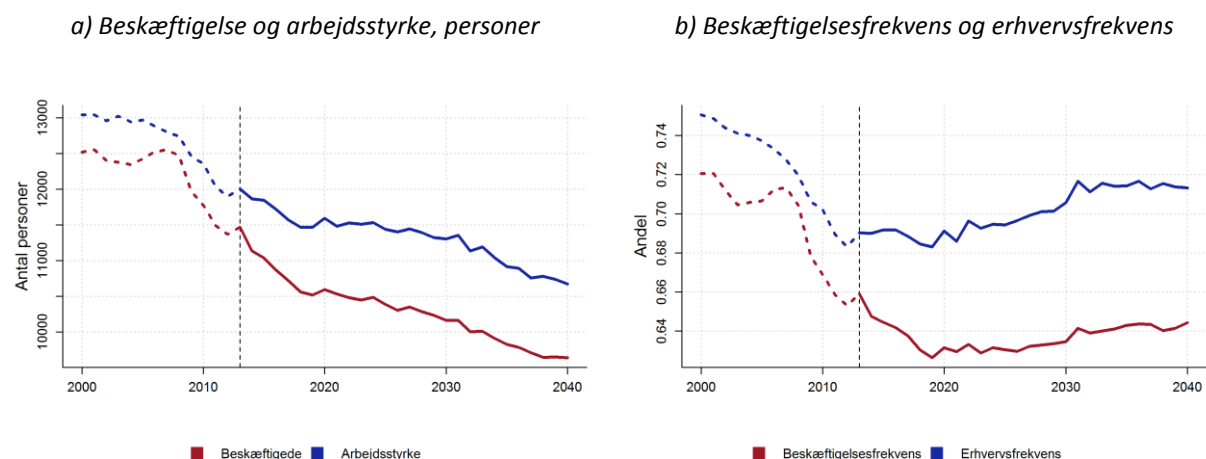 a) Beskæftigelse og arbejdsstyrke, personer
Antal personer
13000
12000
11000
10000
2000 2010 2020 2030 2040
Beskæftigede Arbejdsstyrke
b) Beskæftigelsesfrekvens og erhvervsfrekvens
Andel
0.74
0.72
0.70
0.68
0.66
0.64
2000 2010 2020 2030 2040
Beskæftigelsesfrekvens Erhvervsfrekvens